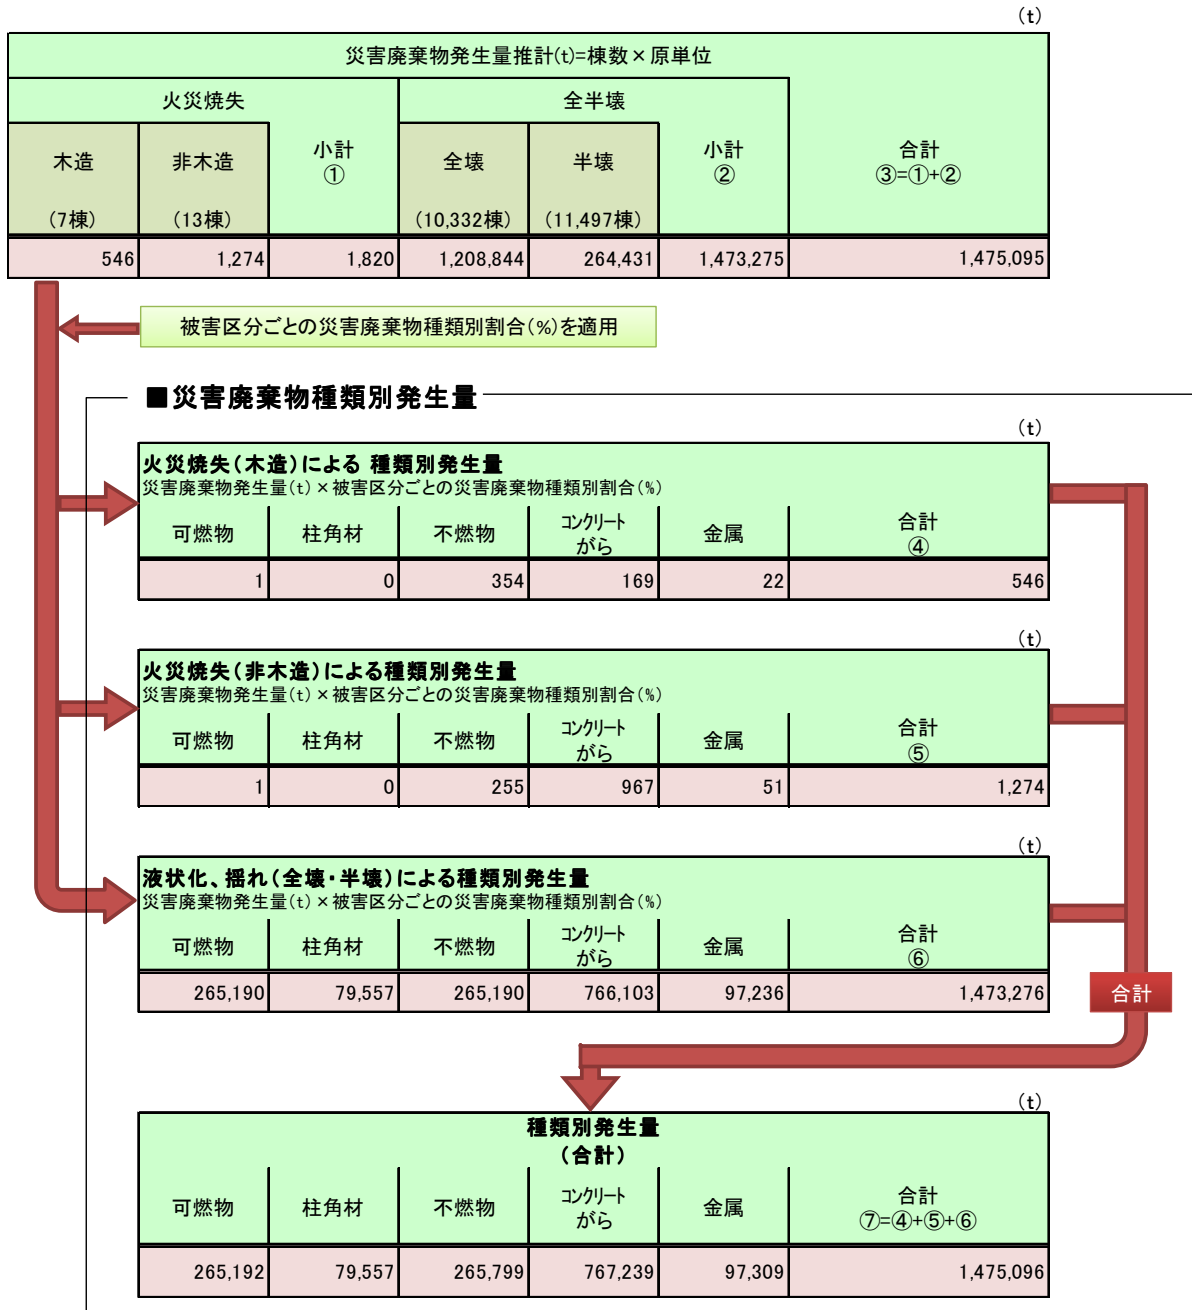 (t)
災害廃棄物発生量推計(t)=棟数×原単位
火災焼失 全半壊
木造 非木造 小計 ① 全壊 半壊 小計 ② 合計 ③=①+②
(7棟) (13棟) (10,332棟) (11,497棟)
546 1,274 1,820 1,208,844 264,431 1,473,275 1,475,095
被害区分ごとの災害廃棄物種類別割合(%)を適用
■災害廃棄物種類別発生量
(t)
火災焼失(木造)による 種類別発生量
災害廃棄物発生量(t)×被害区分ごとの災害廃棄物種類別割合(%)
可燃物 柱角材 不燃物 コンクリートがら 金属 合計 ④
1 0 354 169 22 546
(t)
火災焼失(非木造)による種類別発生量
災害廃棄物発生量(t)×被害区分ごとの災害廃棄物種類別割合(%)
可燃物 柱角材 不燃物 コンクリートがら 金属 合計 ⑤
1 0 255 967 51 1,274
(t)
液状化、揺れ(全壊・半壊)による種類別発生量
災害廃棄物発生量(t)×被害区分ごとの災害廃棄物種類別割合(%)
可燃物 柱角材 不燃物 コンクリートがら 金属 合計 ⑥
265,190 79,557 265,190 766,103 97,236 1,473,276
合計
(t)
種類別発生量
(合計)
可燃物 柱角材 不燃物 コンクリートがら 金属 合計 ⑦=④+⑤+⑥
265,192 79,557 265,799 767,239 97,309 1,475,096